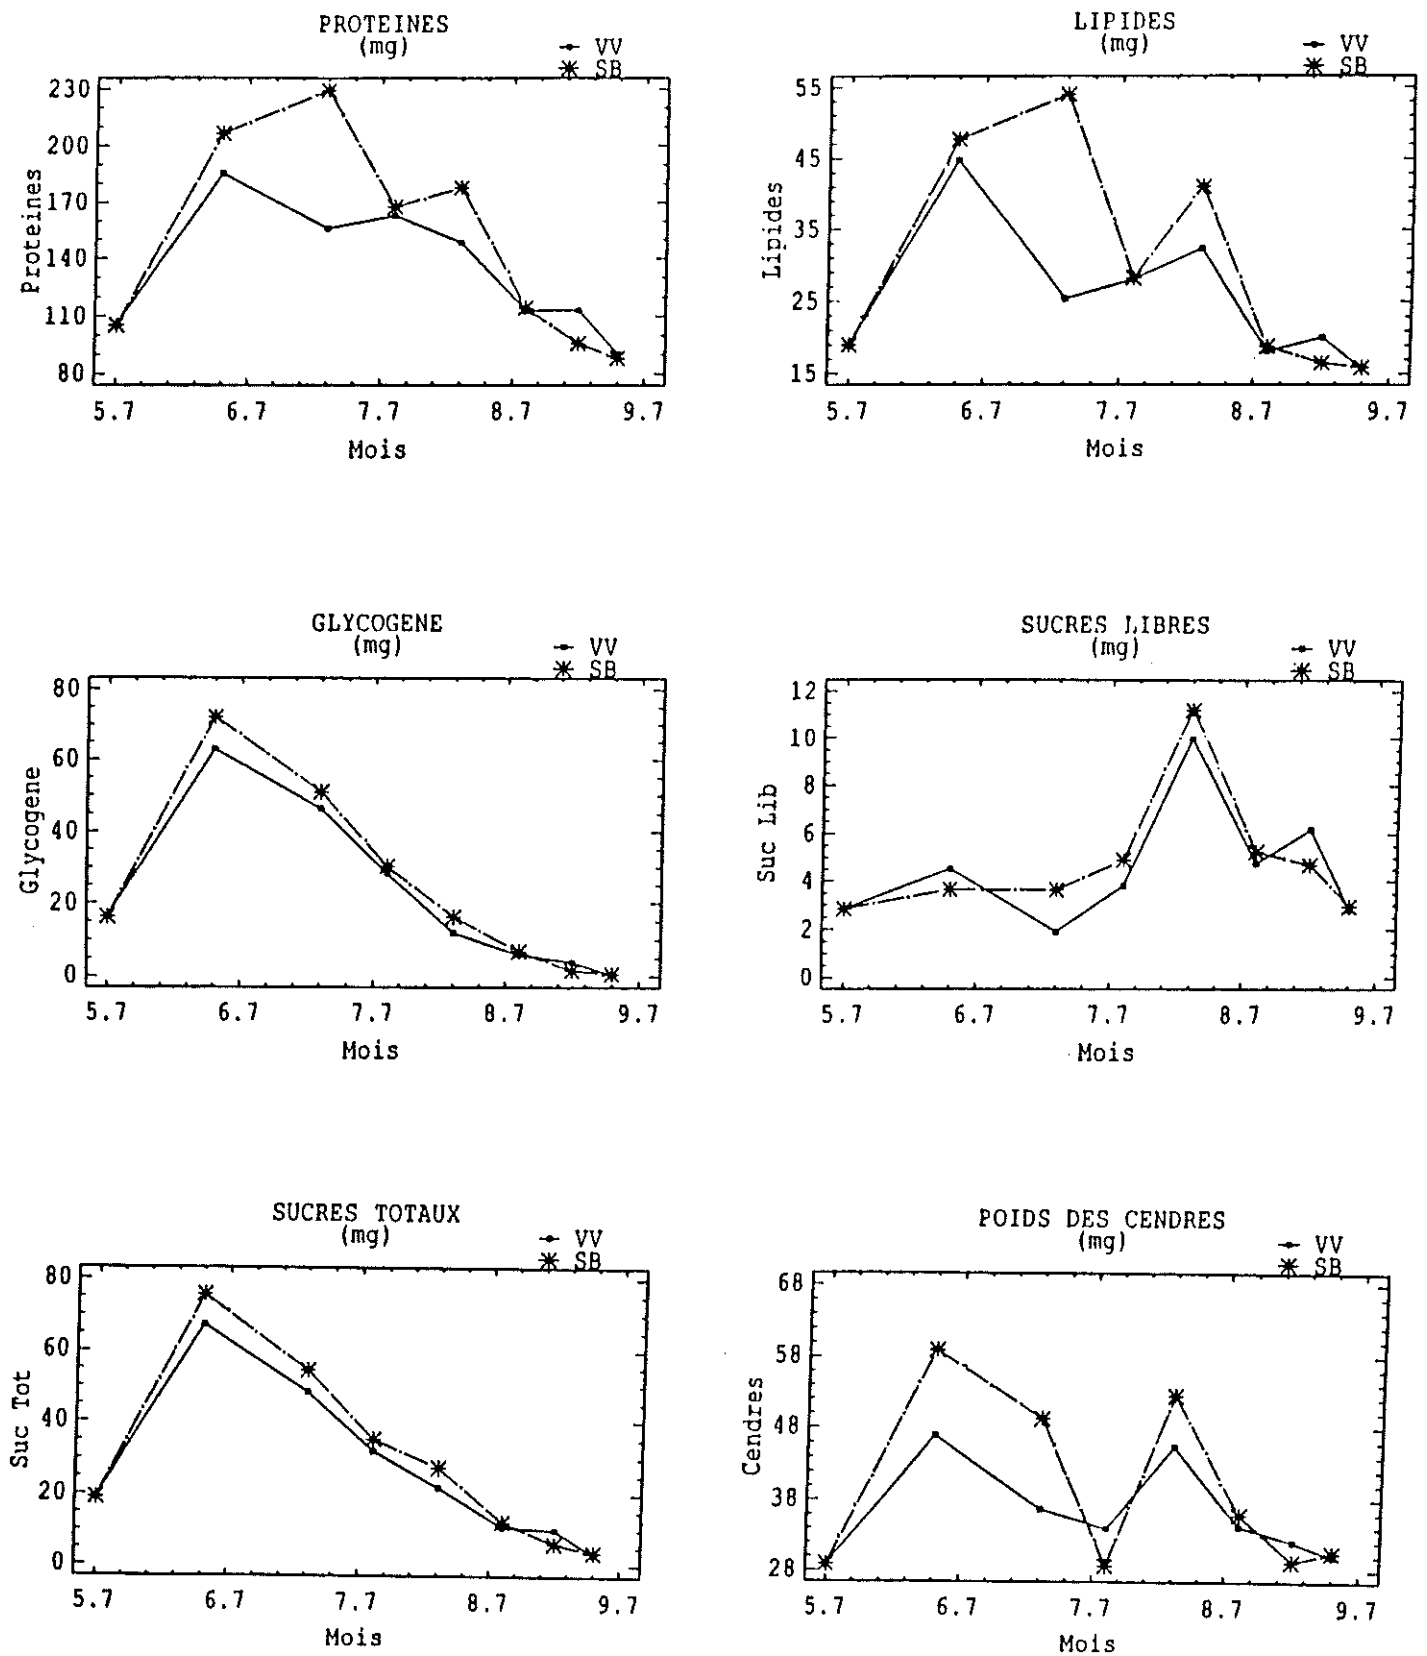 PROTEINES
(mg)
VV
SB
230
200
170
140
110
80
Proteines
5.7 6.7 7.7 8.7 9.7
Mois
LIPIDES
(mg)
VV
SB
55
45
35
25
15
Lipides
5.7 6.7 7.7 8.7 9.7
Mois
GLYCOGENE
(mg)
VV
SB
80
60
40
20
0
Glycogene
5.7 6.7 7.7 8.7 9.7
Mois
SUCRES LIBRES
(mg)
VV
SB
12
10
8
6
4
2
0
Suc Lib
5.7 6.7 7.7 8.7 9.7
Mois
SUCRES TOTAUX
(mg)
VV
SB
80
60
40
20
0
Suc Tot
5.7 6.7 7.7 8.7 9.7
Mois
POIDS DES CENDRES
(mg)
VV
SB
68
58
48
38
28
Cendres
5.7 6.7 7.7 8.7 9.7
Mois